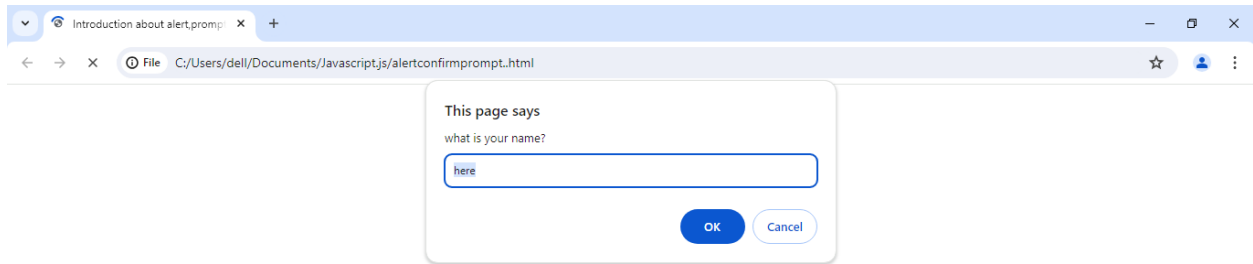 Introduction about alert,promp
File C:/Users/dell/Documents/Javascript.js/alertconfirmprompt..html
This page says
what is your name?
here
OK Cancel